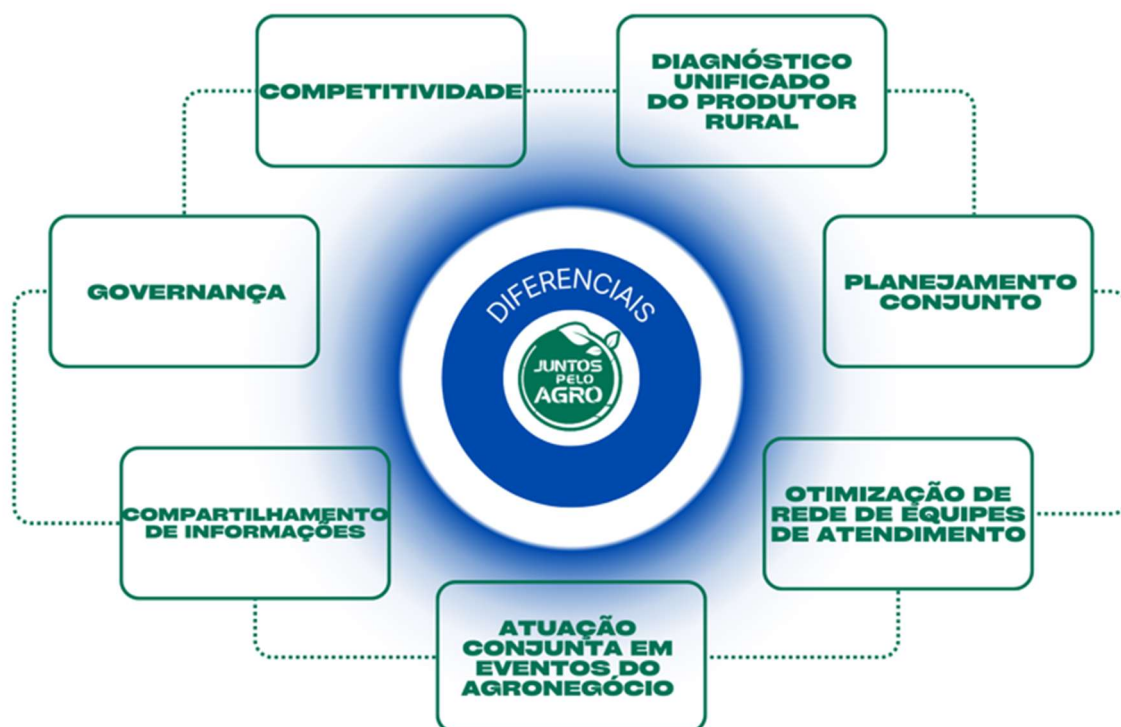 COMPETITIVIDADE
DIAGNÓSTICO
UNIFICADO
DO PRODUTOR
RURAL
GOVERNANÇA
DIFERENCIAIS
JUNTOS
PELO
AGRO
PLANEJAMENTO
CONJUNTO
COMPARTILHAMENTO
DE INFORMAÇÕES
OTIMIZAÇÃO DE
REDE DE EQUIPES
DE ATENDIMENTO
ATUAÇÃO
CONJUNTA EM
EVENTOS DO
AGRONEGÓCIO